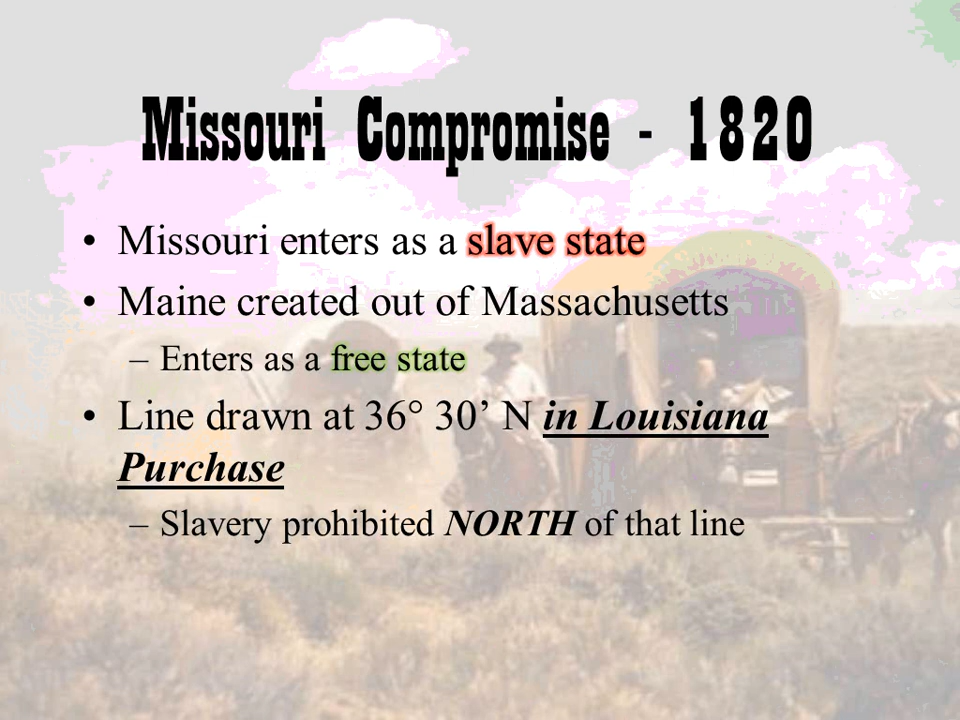 Missouri Compromise - 1820
• Missouri enters as a slave state
• Maine created out of Massachusetts
– Enters as a free state
• Line drawn at 36° 30’ N in Louisiana
Purchase
– Slavery prohibited NORTH of that line